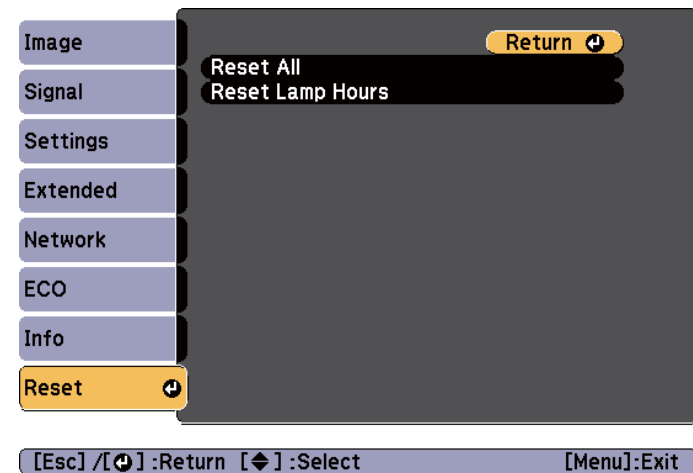 Image
Signal
Settings
Extended
Network
ECO
Info
Reset
Return
Reset All
Reset Lamp Hours
[Esc] /[⏎] :Return [◆] :Select [Menu]:Exit